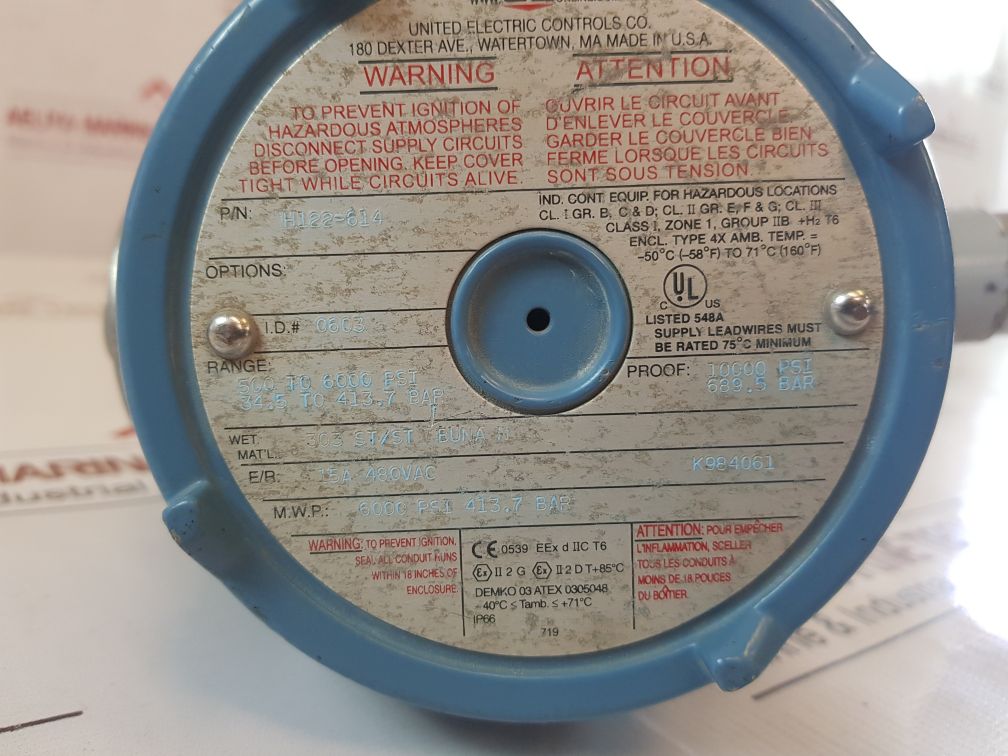 UNITED ELECTRIC CONTROLS CO.
180 DEXTER AVE., WATERTOWN, MA MADE IN U.S.A.
WARNING
TO PREVENT IGNITION OF
HAZARDOUS ATMOSPHERES
DISCONNECT SUPPLY CIRCUITS
BEFORE OPENING. KEEP COVER
TIGHT WHILE CIRCUITS ALIVE.
ATTENTION
OUVRIR LE CIRCUIT AVANT
D'ENLEVER LE COUVERCLE.
GARDER LE COUVERCLE BIEN
FERME LORSQUE LES CIRCUITS
SONT SOUS TENSION.
P/N: H122-614
IND. CONT. EQUIP. FOR HAZARDOUS LOCATIONS
CL. I GR. B, C & D; CL. II GR. E, F & G; CL. III
CLASS I, ZONE 1, GROUP IIB +H2 T6
ENCL. TYPE 4X AMB. TEMP. =
-50°C (-58°F) TO 71°C (160°F)
OPTIONS:
C UL US
LISTED 548A
SUPPLY LEADWIRES MUST
BE RATED 75°C MINIMUM
I.D.# 0603
RANGE:
500 TO 6000 PSI
34.5 TO 413.7 BAR
PROOF: 10000 PSI
689.5 BAR
WET. MAT'L. 303 ST/ST BUNA N
E/R: 15A 480VAC K984061
M.W.P.: 6000 PSI 413.7 BAR
WARNING: TO PREVENT IGNITION,
SEAL ALL CONDUIT RUNS
WITHIN 18 INCHES OF
ENCLOSURE.
CE 0539 EEx d IIC T6
Ex II 2 G Ex II 2 D T+85°C
DEMKO 03 ATEX 0305048
-40°C ≤ Tamb. ≤ +71°C
IP66
719
ATTENTION: POUR EMPECHER
L'INFLAMMATION, SCELLER
TOUS LES CONDUITS A
MOINS DE 18 POUCES
DU BOITIER.